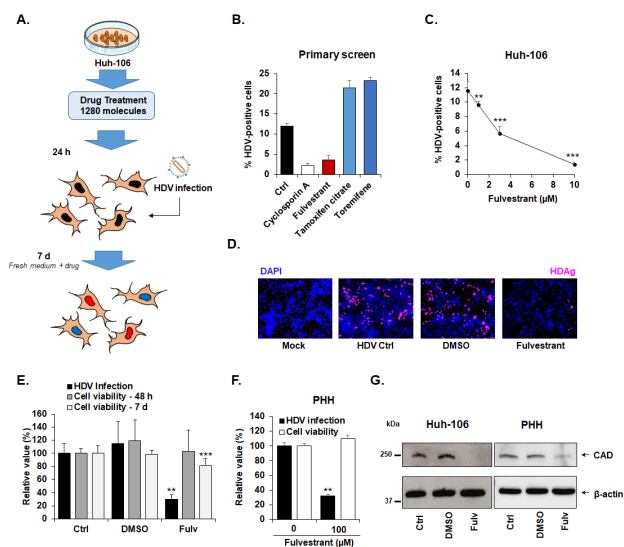 A.
Huh-106
Drug Treatment
1280 molecules
24 h
HDV infection
7 d
Fresh medium + drug
B.
Primary screen
% HDV-positive cells
25
20
15
10
5
0
Ctrl
Cyclosporin A
Fulvestrant
Tamoxifen citrate
Toremifene
C.
Huh-106
% HDV-positive cells
14
12
10
8
6
4
2
0
**
***
***
0 2 4 6 8 10
Fulvestrant (µM)
D.
DAPI
HDAg
Mock
HDV Ctrl
DMSO
Fulvestrant
E.
HDV Infection
Cell viability - 48 h
Cell viability - 7 d
Relative value (%)
160
140
120
100
80
60
40
20
0
**
***
Ctrl
DMSO
Fulv
F.
PHH
HDV infection
Cell viability
Relative value (%)
140
120
100
80
60
40
20
0
**
0 100
Fulvestrant (µM)
G.
Huh-106
PHH
kDa
250
37
CAD
β-actin
Ctrl
DMSO
Fulv
Ctrl
DMSO
Fulv